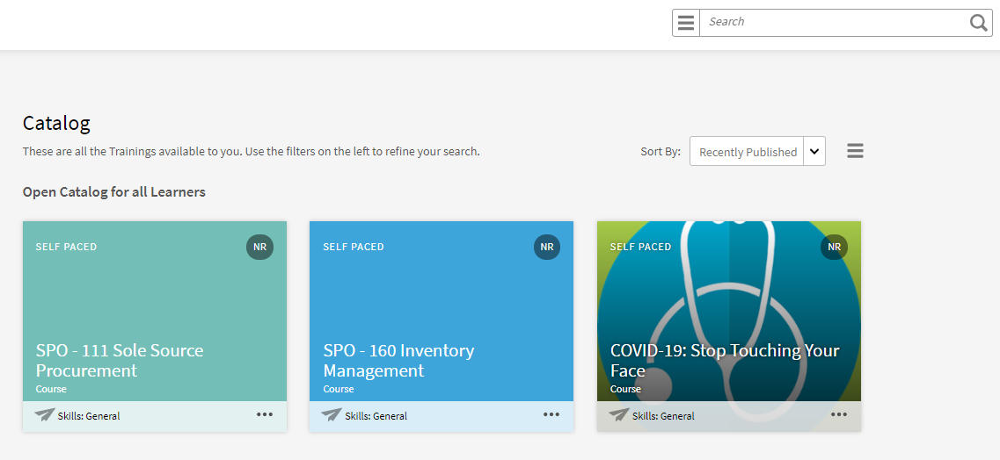 Search
Catalog
These are all the Trainings available to you. Use the filters on the left to refine your search.
Sort By:
Recently Published
Open Catalog for all Learners
SELF PACED
NR
SPO - 111 Sole Source
Procurement
Course
Skills: General
SELF PACED
NR
SPO - 160 Inventory
Management
Course
Skills: General
SELF PACED
NR
COVID-19: Stop Touching Your
Face
Course
Skills: General